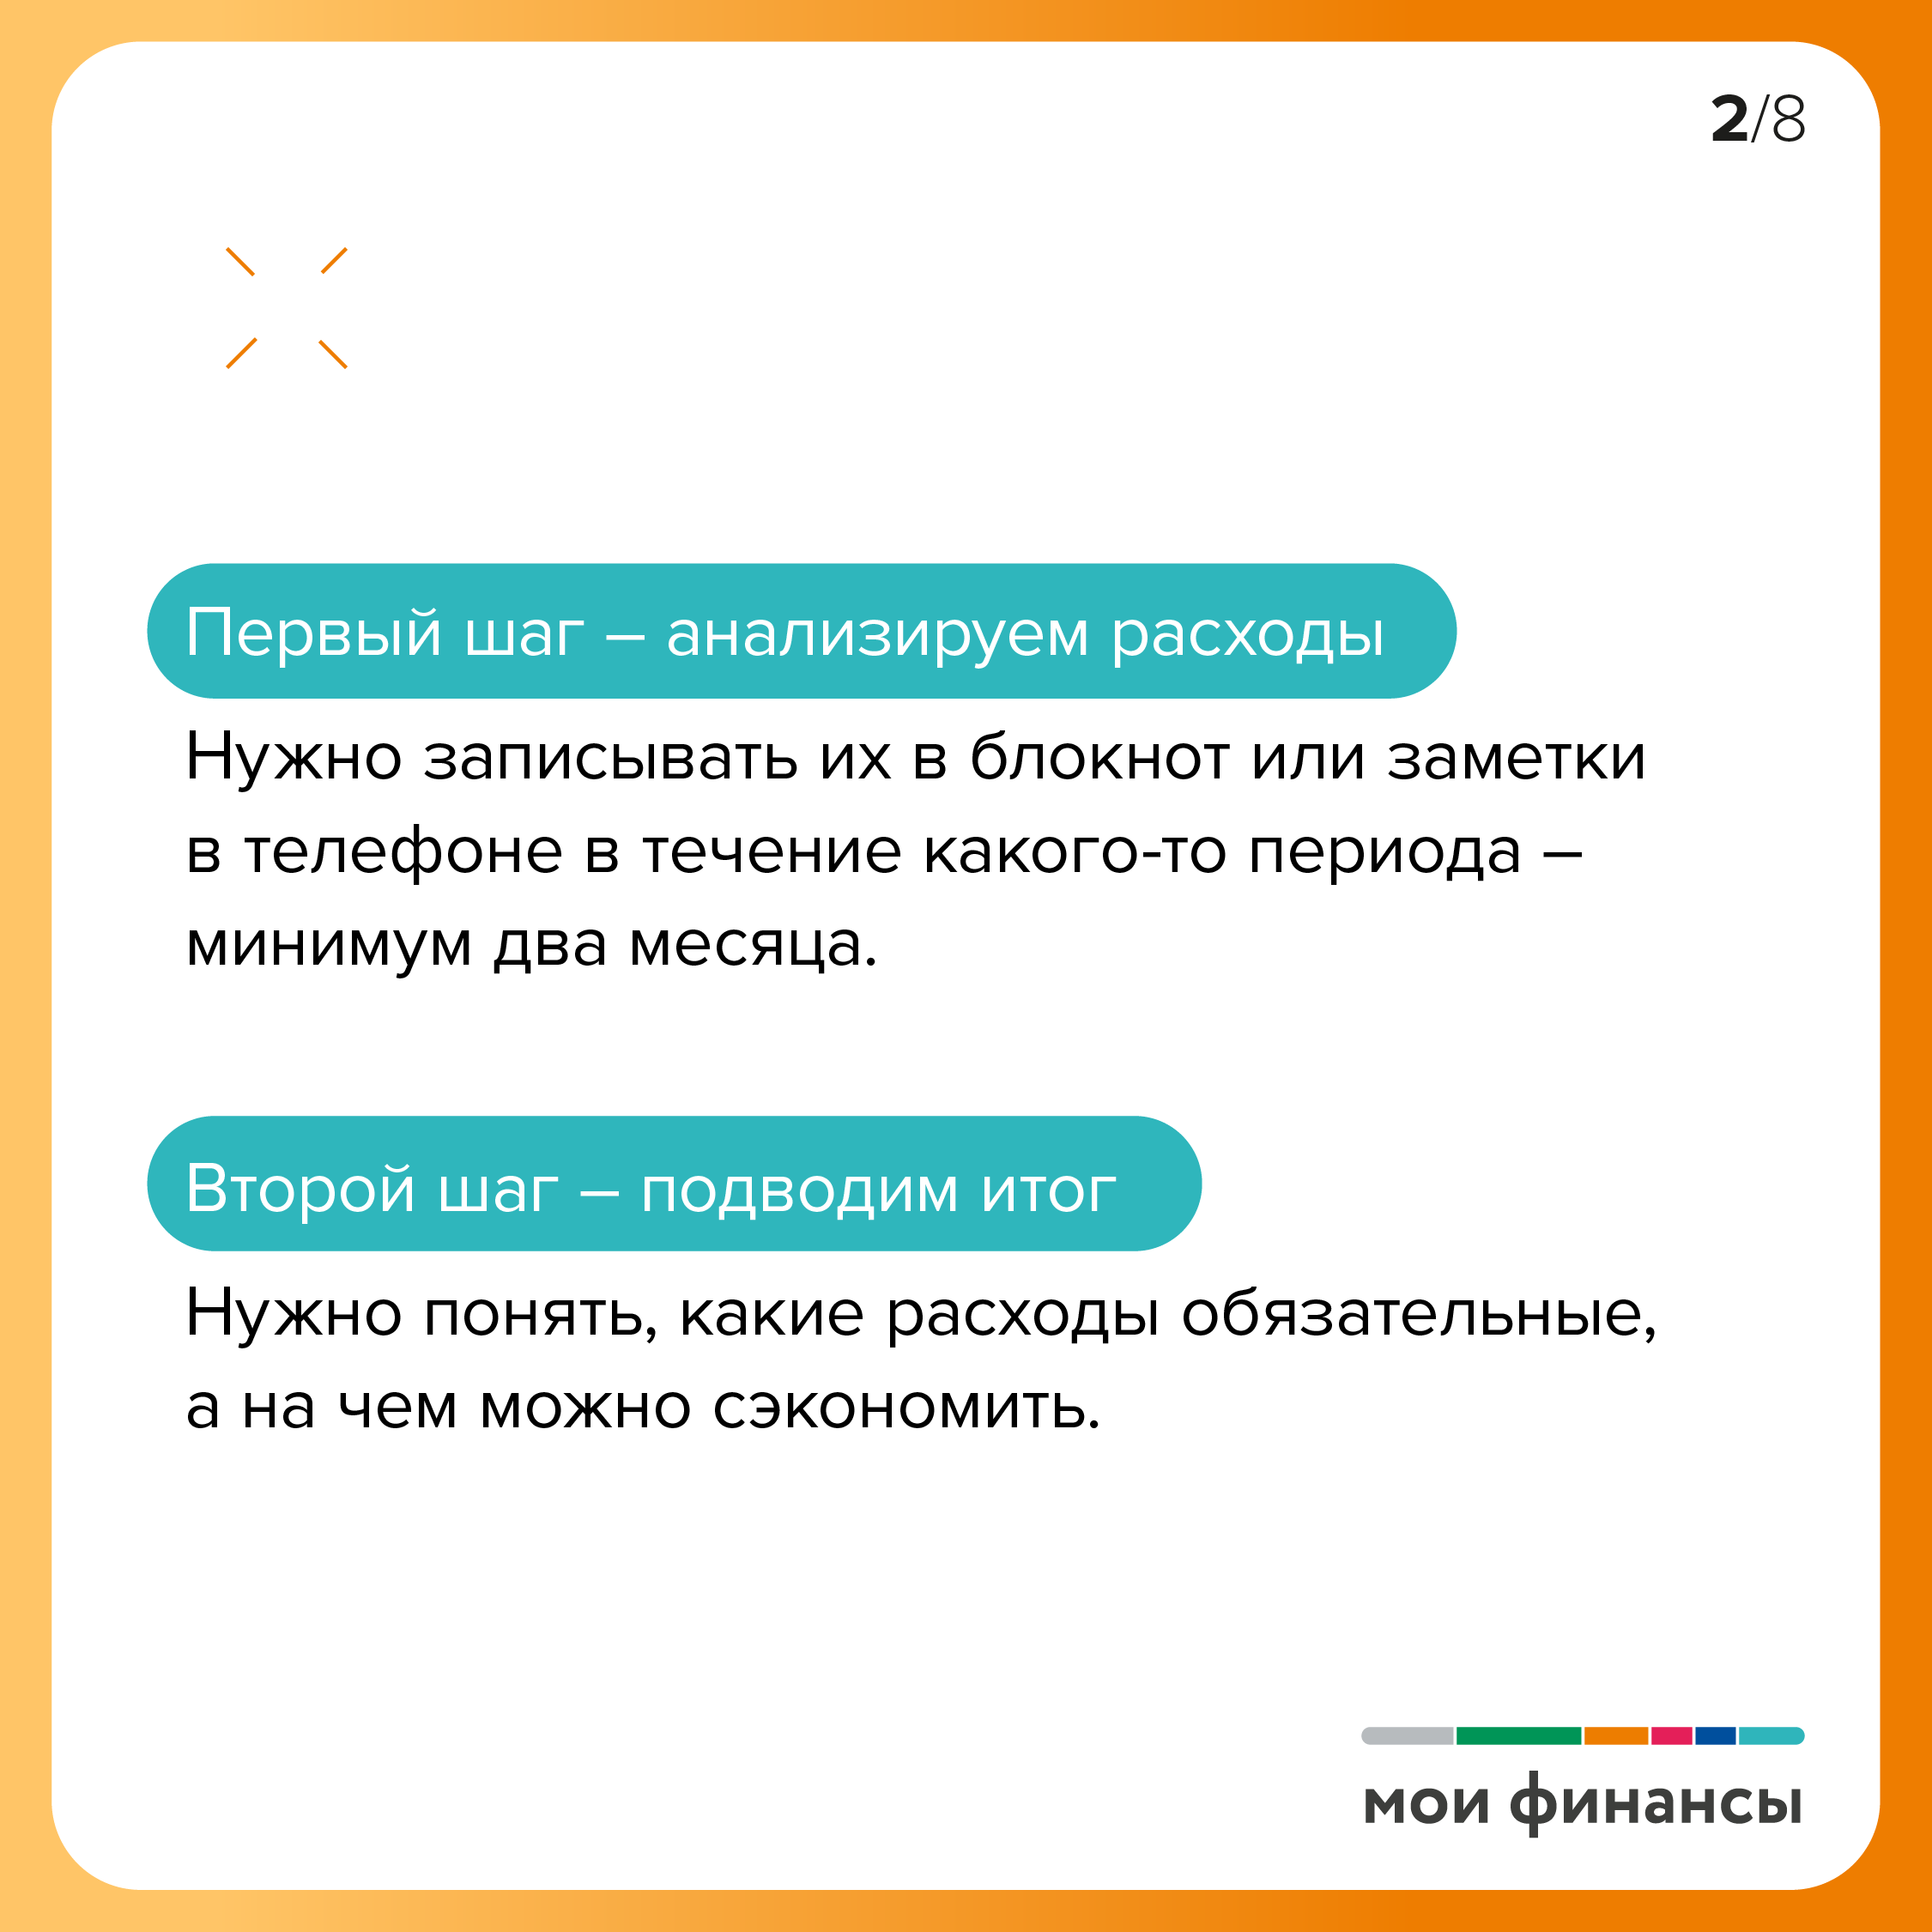 2/8
Первый шаг – анализируем расходы
Нужно записывать их в блокнот или заметки
в телефоне в течение какого-то периода –
минимум два месяца.
Второй шаг – подводим итог
Нужно понять, какие расходы обязательные,
а на чем можно сэкономить.
мои финансы